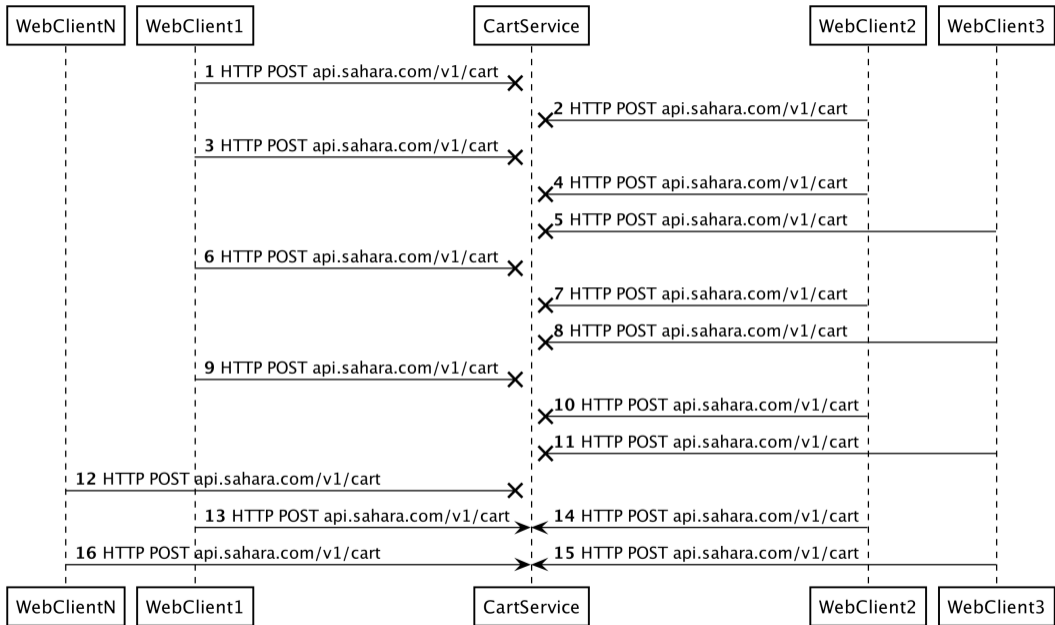 WebClientN WebClient1 CartService WebClient2 WebClient3
1 HTTP POST api.sahara.com/v1/cart
2 HTTP POST api.sahara.com/v1/cart
3 HTTP POST api.sahara.com/v1/cart
4 HTTP POST api.sahara.com/v1/cart
5 HTTP POST api.sahara.com/v1/cart
6 HTTP POST api.sahara.com/v1/cart
7 HTTP POST api.sahara.com/v1/cart
8 HTTP POST api.sahara.com/v1/cart
9 HTTP POST api.sahara.com/v1/cart
10 HTTP POST api.sahara.com/v1/cart
11 HTTP POST api.sahara.com/v1/cart
12 HTTP POST api.sahara.com/v1/cart
13 HTTP POST api.sahara.com/v1/cart 14 HTTP POST api.sahara.com/v1/cart
16 HTTP POST api.sahara.com/v1/cart 15 HTTP POST api.sahara.com/v1/cart
WebClientN WebClient1 CartService WebClient2 WebClient3